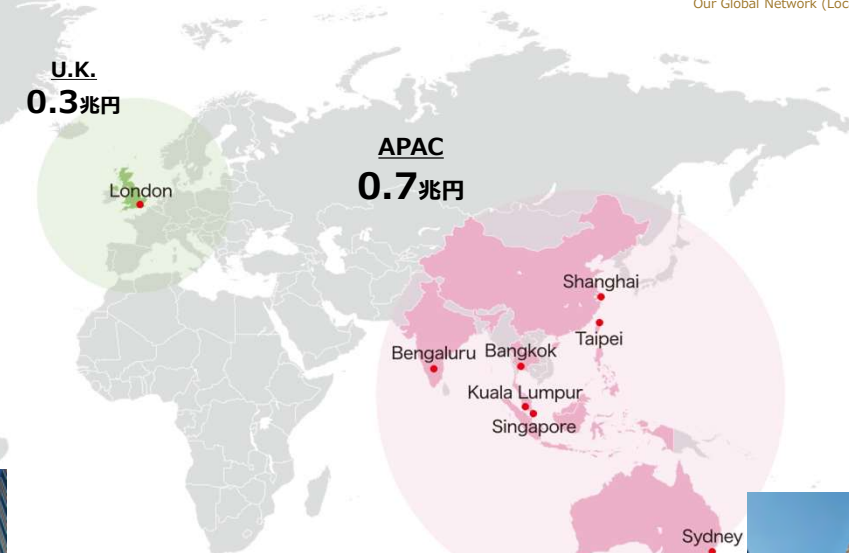 Our Global Network (Loc
U.K.
0.3兆円
APAC
0.7兆円
London
Shanghai
Taipei
Bengaluru
Bangkok
Kuala Lumpur
Singapore
Sydney